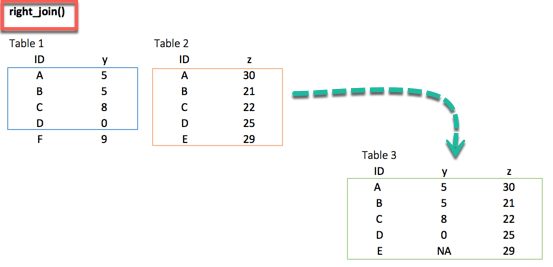 right_join()
Table 1 Table 2
ID y ID z
A 5 A 30
B 5 B 21
C 8 C 22
D 0 D 25
F 9 E 29
Table 3
ID y z
A 5 30
B 5 21
C 8 22
D 0 25
E NA 29